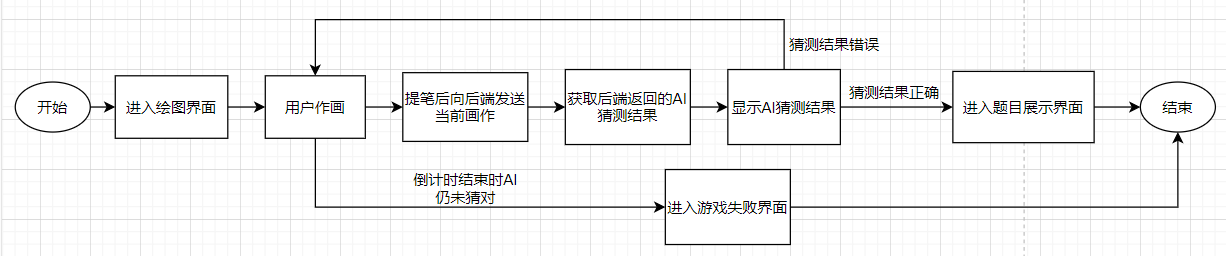 猜测结果错误
开始
进入绘图界面
用户作画
提笔后向后端发送
当前画作
获取后端返回的AI
猜测结果
显示AI猜测结果
猜测结果正确
进入题目展示界面
结束
倒计时结束时AI
仍未猜对
进入游戏失败界面